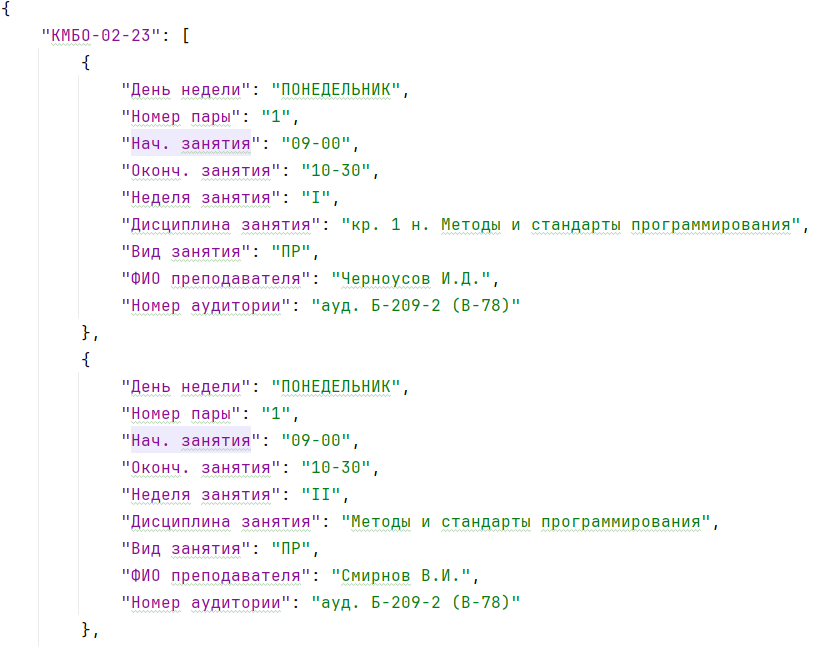 {
"КМБО-02-23": [
{
"День недели": "ПОНЕДЕЛЬНИК",
"Номер пары": "1",
"Нач. занятия": "09-00",
"Оконч. занятия": "10-30",
"Неделя занятия": "I",
"Дисциплина занятия": "кр. 1 н. Методы и стандарты программирования",
"Вид занятия": "ПР",
"ФИО преподавателя": "Черноусов И.Д.",
"Номер аудитории": "ауд. Б-209-2 (В-78)"
},
{
"День недели": "ПОНЕДЕЛЬНИК",
"Номер пары": "1",
"Нач. занятия": "09-00",
"Оконч. занятия": "10-30",
"Неделя занятия": "II",
"Дисциплина занятия": "Методы и стандарты программирования",
"Вид занятия": "ПР",
"ФИО преподавателя": "Смирнов В.И.",
"Номер аудитории": "ауд. Б-209-2 (В-78)"
},